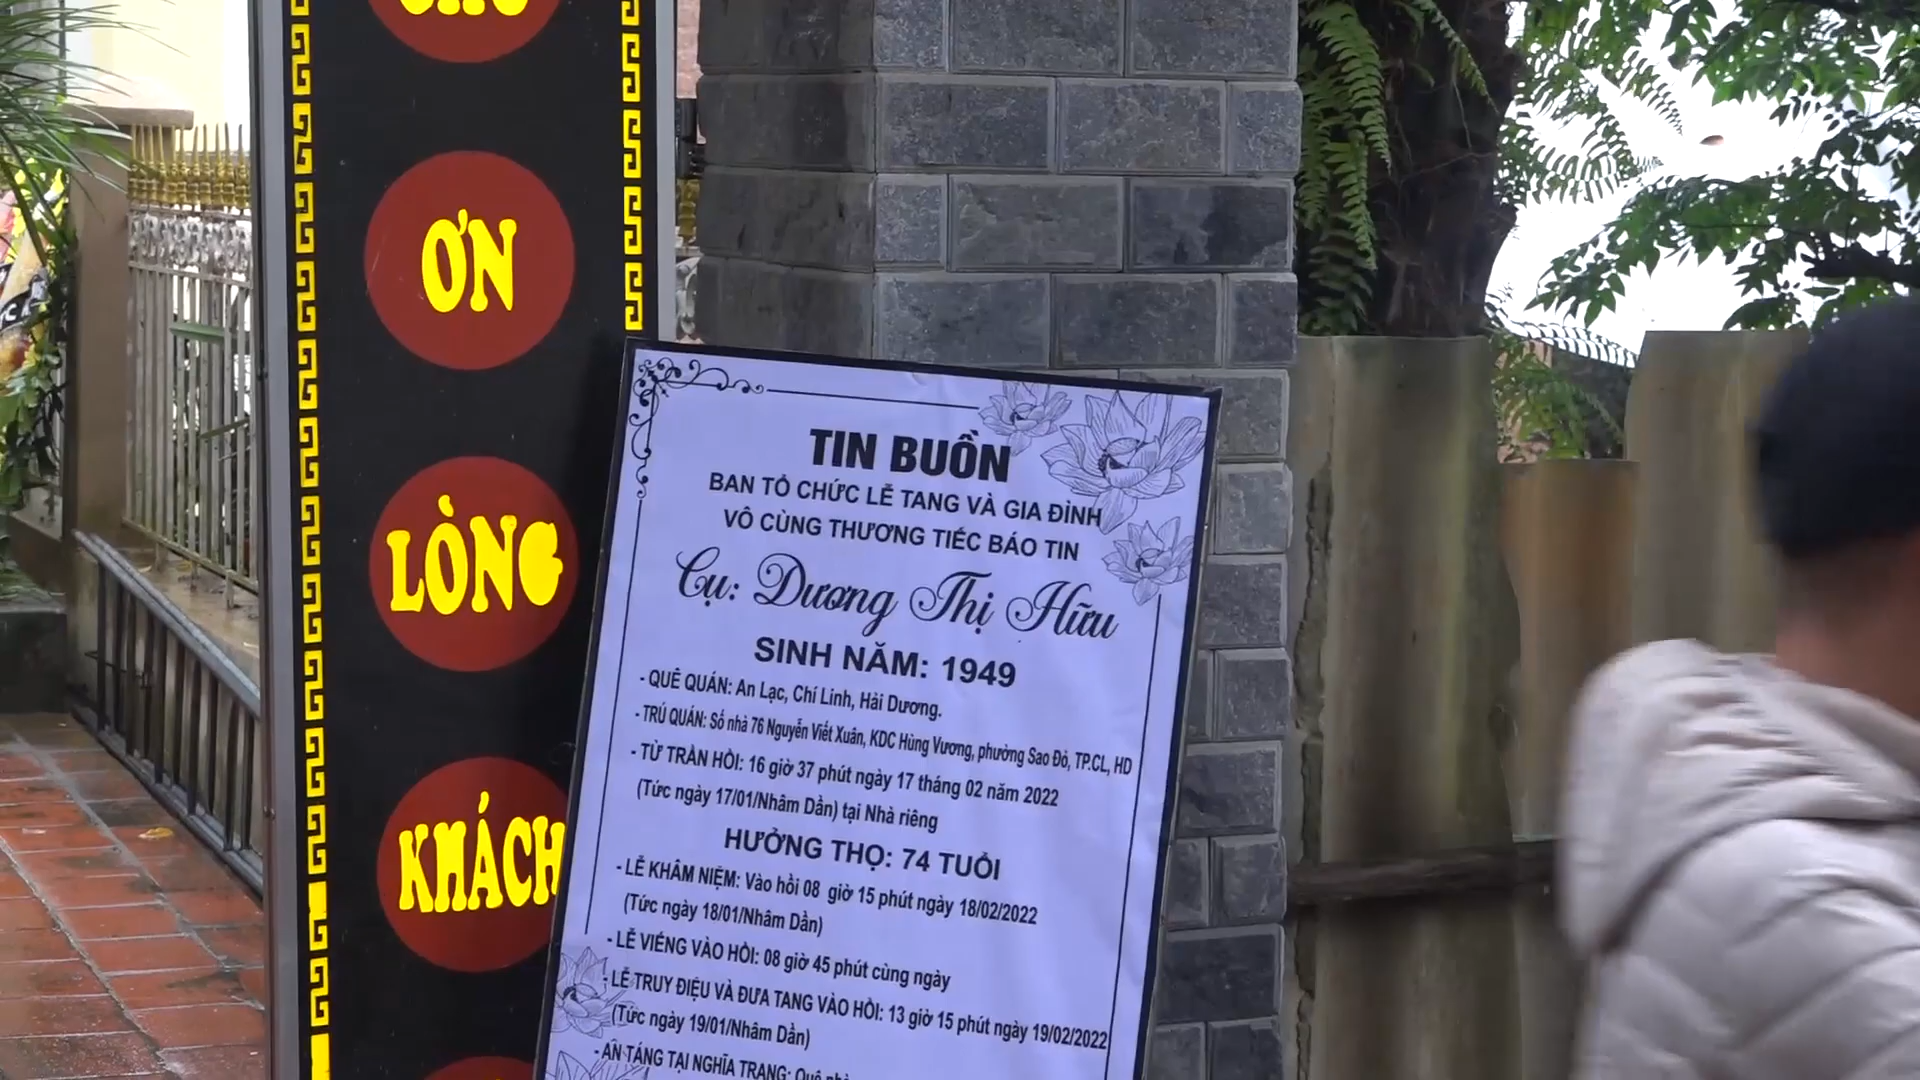 ƠN
LÒNG
KHÁCH
TIN BUỒN
BAN TỔ CHỨC LỄ TANG VÀ GIA ĐÌNH
VÔ CÙNG THƯƠNG TIẾC BÁO TIN
Cụ: Dương Thị Hữu
SINH NĂM: 1949
- QUÊ QUÁN: An Lạc, Chí Linh, Hải Dương.
- TRÚ QUÁN: Số nhà 76 Nguyễn Viết Xuân, KDC Hùng Vương, phường Sao Đỏ, TP.CL, HD
- TỪ TRẦN HỒI: 16 giờ 37 phút ngày 17 tháng 02 năm 2022
(Tức ngày 17/01/Nhâm Dần) tại Nhà riêng
HƯỞNG THỌ: 74 TUỔI
- LỄ KHÂM NIỆM: Vào hồi 08 giờ 15 phút ngày 18/02/2022
(Tức ngày 18/01/Nhâm Dần)
- LỄ VIẾNG VÀO HỒI: 08 giờ 45 phút cùng ngày
- LỄ TRUY ĐIỆU VÀ ĐƯA TANG VÀO HỒI: 13 giờ 15 phút ngày 19/02/2022
(Tức ngày 19/01/Nhâm Dần)
- AN TÁNG TẠI NGHĨA TRANG: Quê